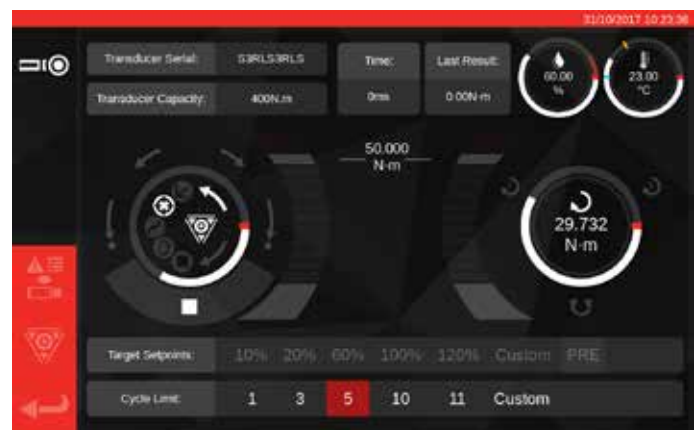 31/10/2017 10:23:36
Transducer Serial: S3RLS3RLS Time: Last Result:
Transducer Capacity: 400N.m 0ms 0.00N·m
60.00
%
23.00
°C
50.000
N·m
29.732
N·m
Target Setpoints: 10% 20% 60% 100% 120% Custom PRE
Cycle Limit: 1 3 5 10 11 Custom